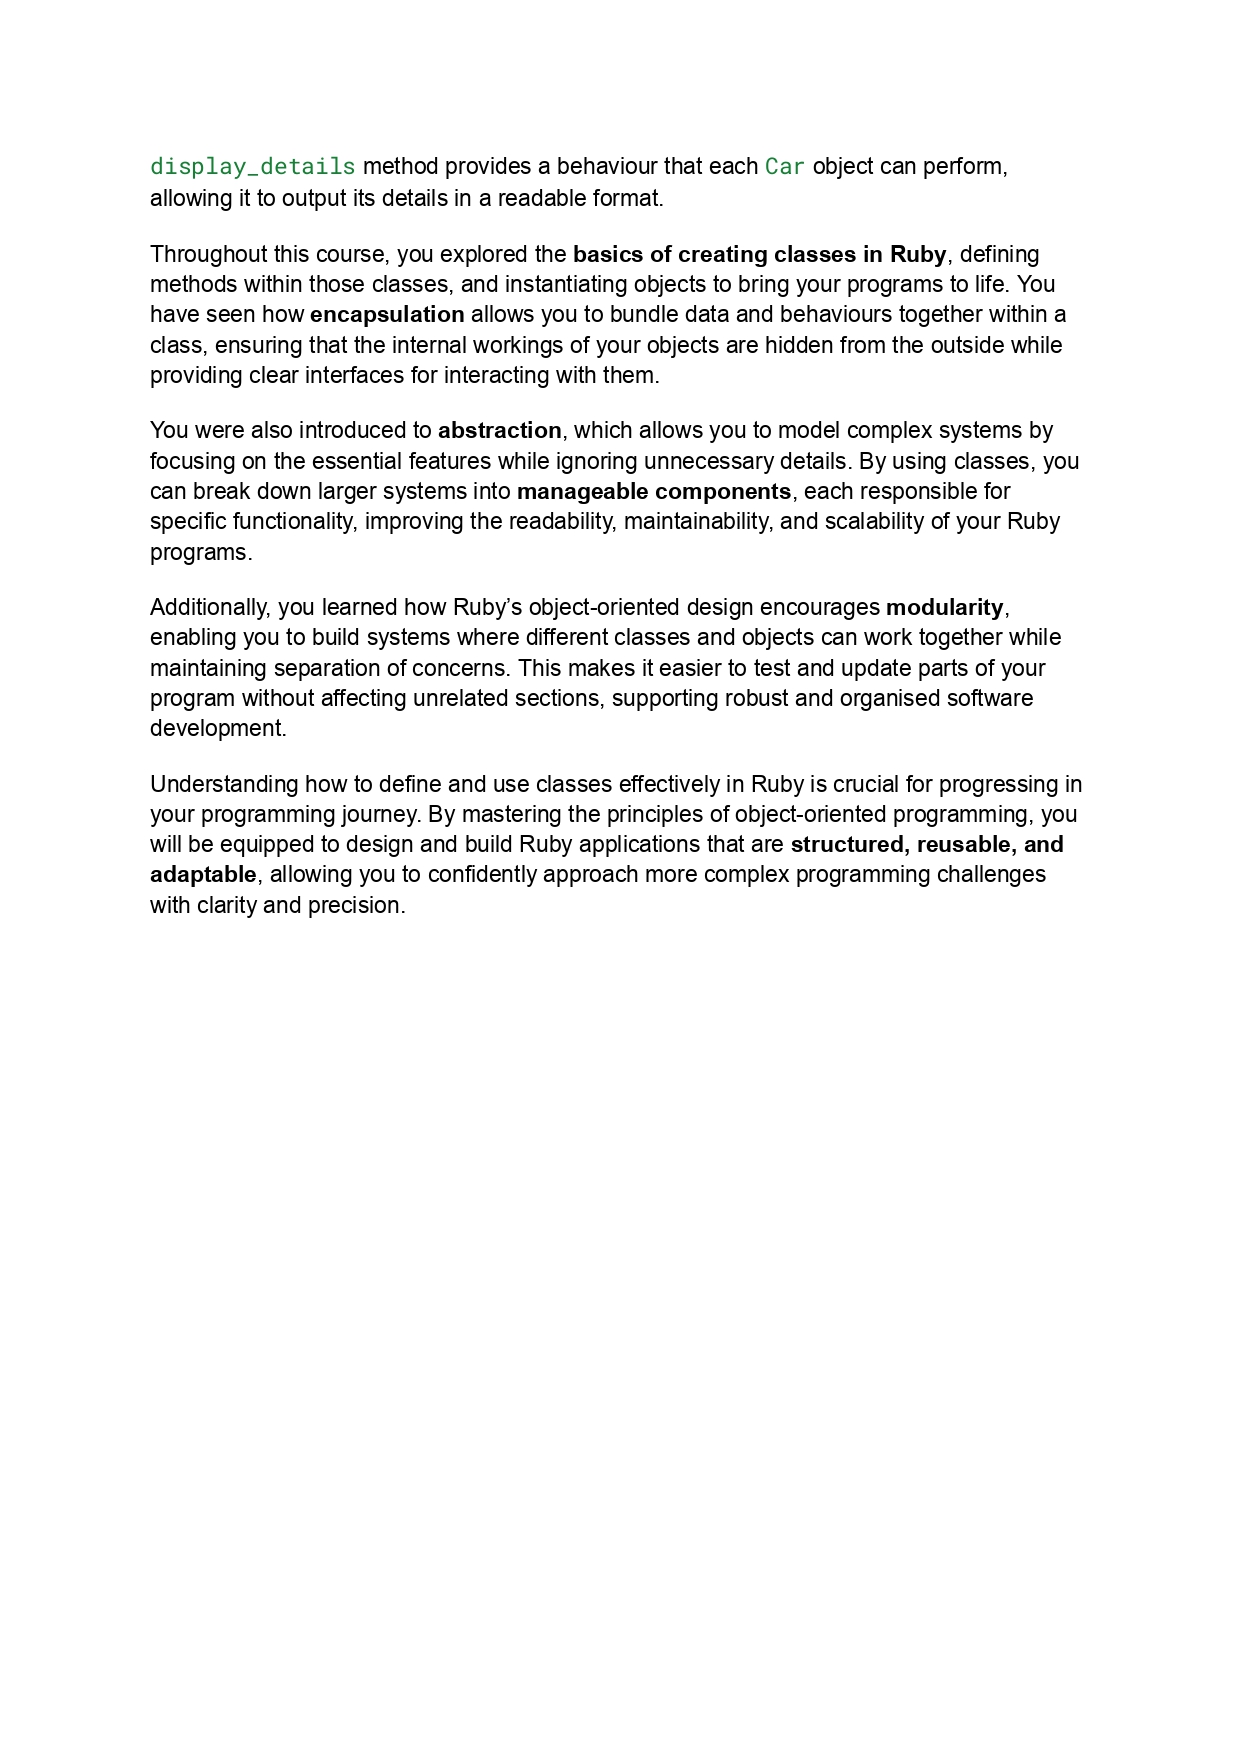 display_details method provides a behaviour that each Car object can perform,
allowing it to output its details in a readable format.
Throughout this course, you explored the basics of creating classes in Ruby, defining
methods within those classes, and instantiating objects to bring your programs to life. You
have seen how encapsulation allows you to bundle data and behaviours together within a
class, ensuring that the internal workings of your objects are hidden from the outside while
providing clear interfaces for interacting with them.
You were also introduced to abstraction, which allows you to model complex systems by
focusing on the essential features while ignoring unnecessary details. By using classes, you
can break down larger systems into manageable components, each responsible for
specific functionality, improving the readability, maintainability, and scalability of your Ruby
programs.
Additionally, you learned how Ruby’s object-oriented design encourages modularity,
enabling you to build systems where different classes and objects can work together while
maintaining separation of concerns. This makes it easier to test and update parts of your
program without affecting unrelated sections, supporting robust and organised software
development.
Understanding how to define and use classes effectively in Ruby is crucial for progressing in
your programming journey. By mastering the principles of object-oriented programming, you
will be equipped to design and build Ruby applications that are structured, reusable, and
adaptable, allowing you to confidently approach more complex programming challenges
with clarity and precision.